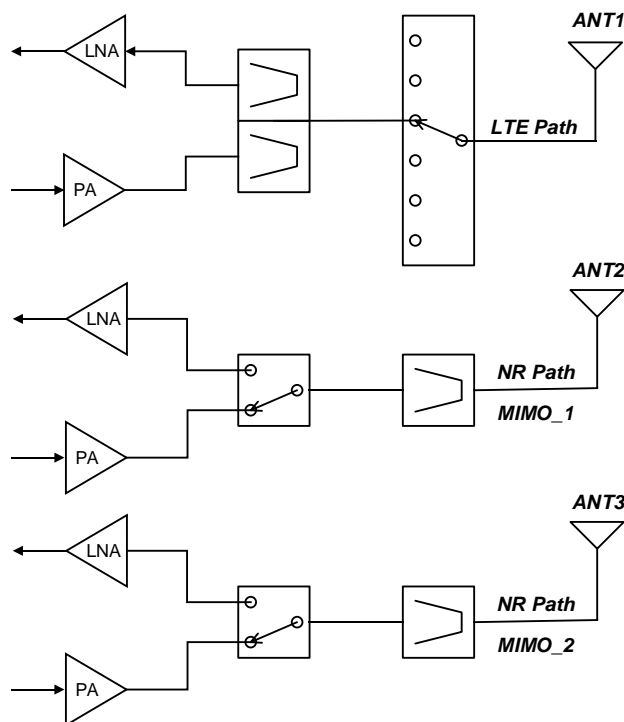 ANT1
LNA
LTE Path
PA
ANT2
LNA
NR Path
MIMO_1
PA
ANT3
LNA
NR Path
MIMO_2
PA